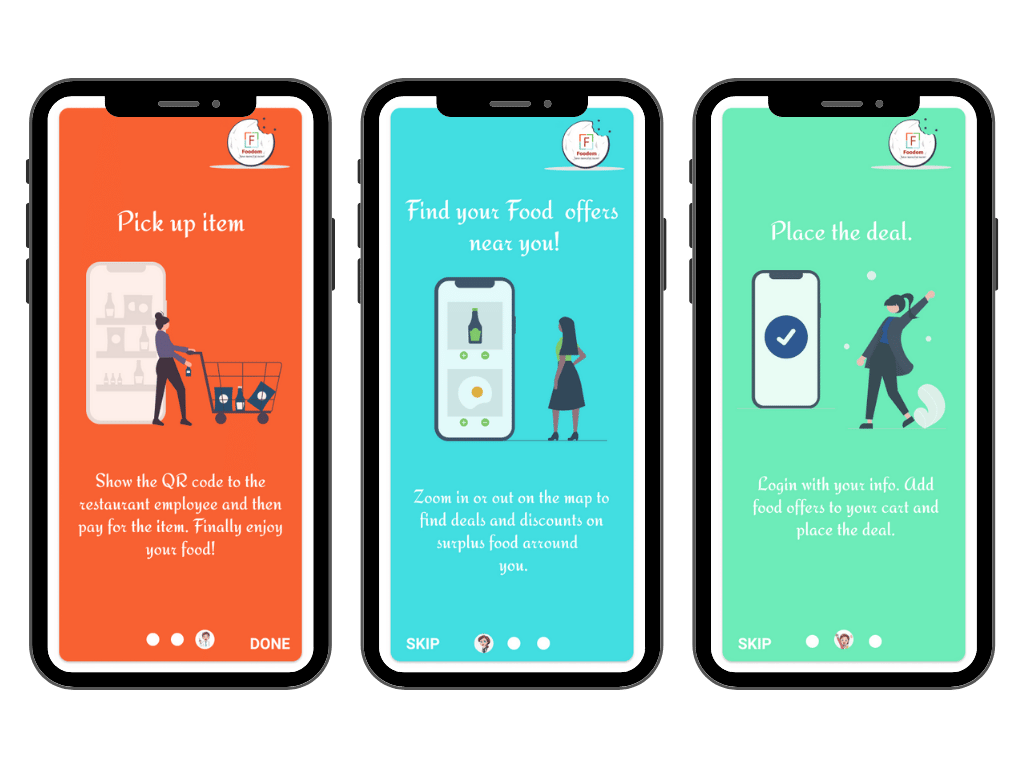 F
Foodem
Pick up item
Show the QR code to the
restaurant employee and then
pay for the item. Finally enjoy
your food!
DONE
F
Foodem
Find your Food offers
near you!
Zoom in or out on the map to
find deals and discounts on
surplus food arround
you.
SKIP
F
Foodem
Place the deal.
Login with your info. Add
food offers to your cart and
place the deal.
SKIP